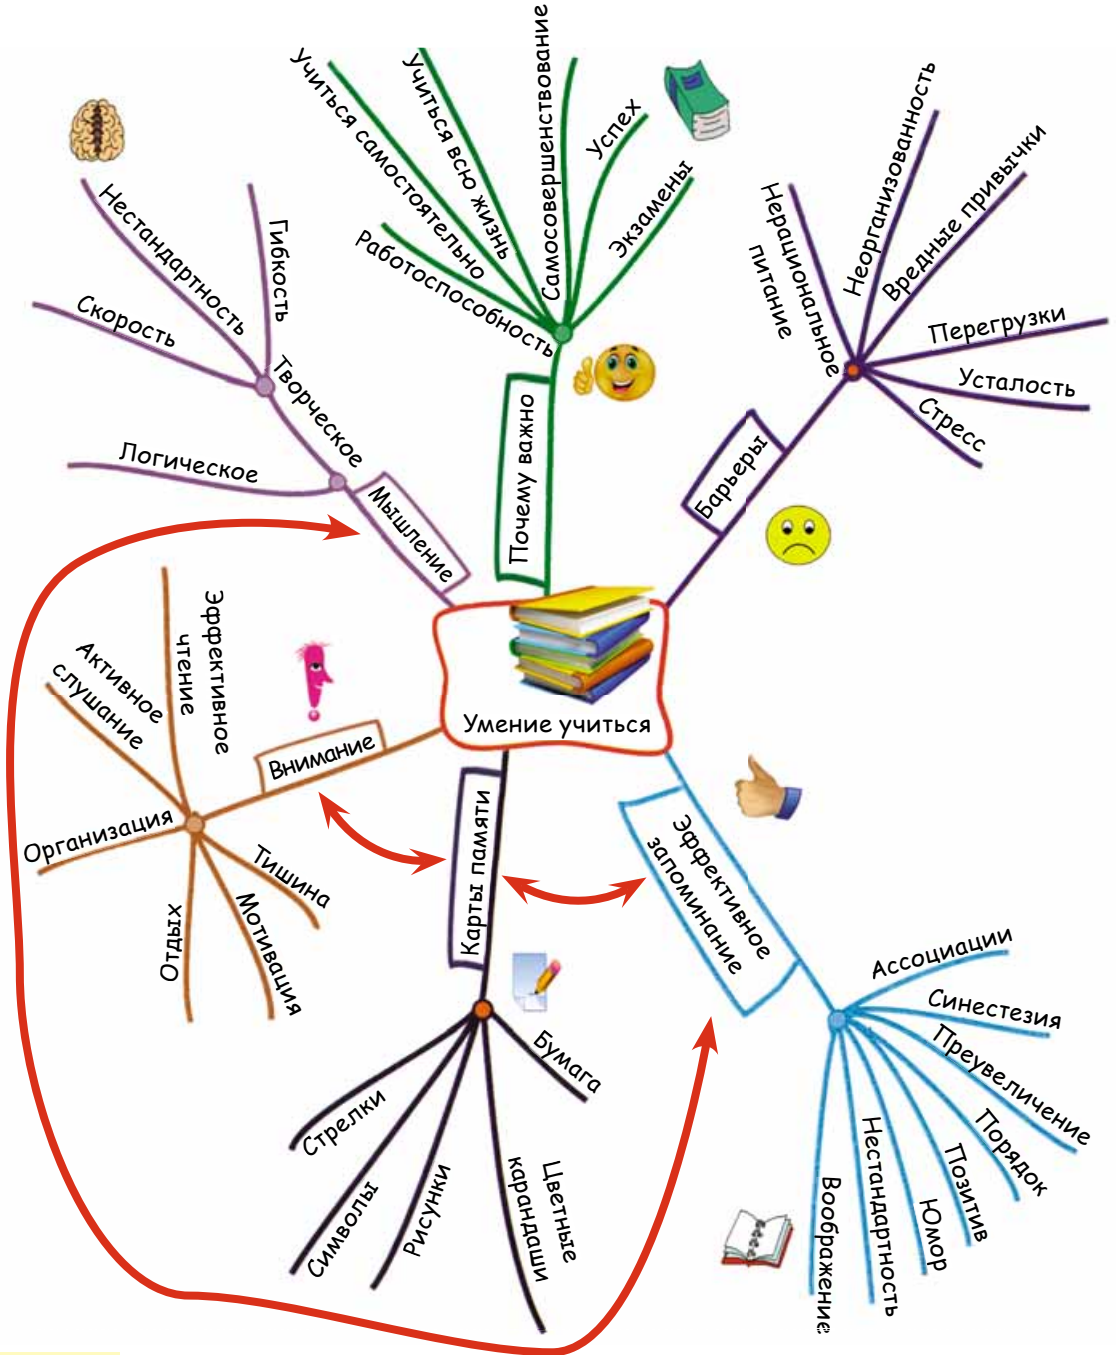 Умение учиться
Почему важно
Работоспособность
Учиться самостоятельно
Учиться всю жизнь
Самосовершенствование
Успех
Экзамены
Барьеры
Нерациональное
питание
Неорганизованность
Вредные привычки
Перегрузки
Усталость
Стресс
Эффективное
запоминание
Ассоциации
Синестезия
Преувеличение
Порядок
Позитив
Юмор
Нестандартность
Воображение
Карты памяти
Бумага
Цветные
карандаши
Рисунки
Символы
Стрелки
Внимание
Тишина
Мотивация
Отдых
Организация
Активное
слушание
Эффективное
чтение
Мышление
Логическое
Творческое
Скорость
Нестандартность
Гибкость